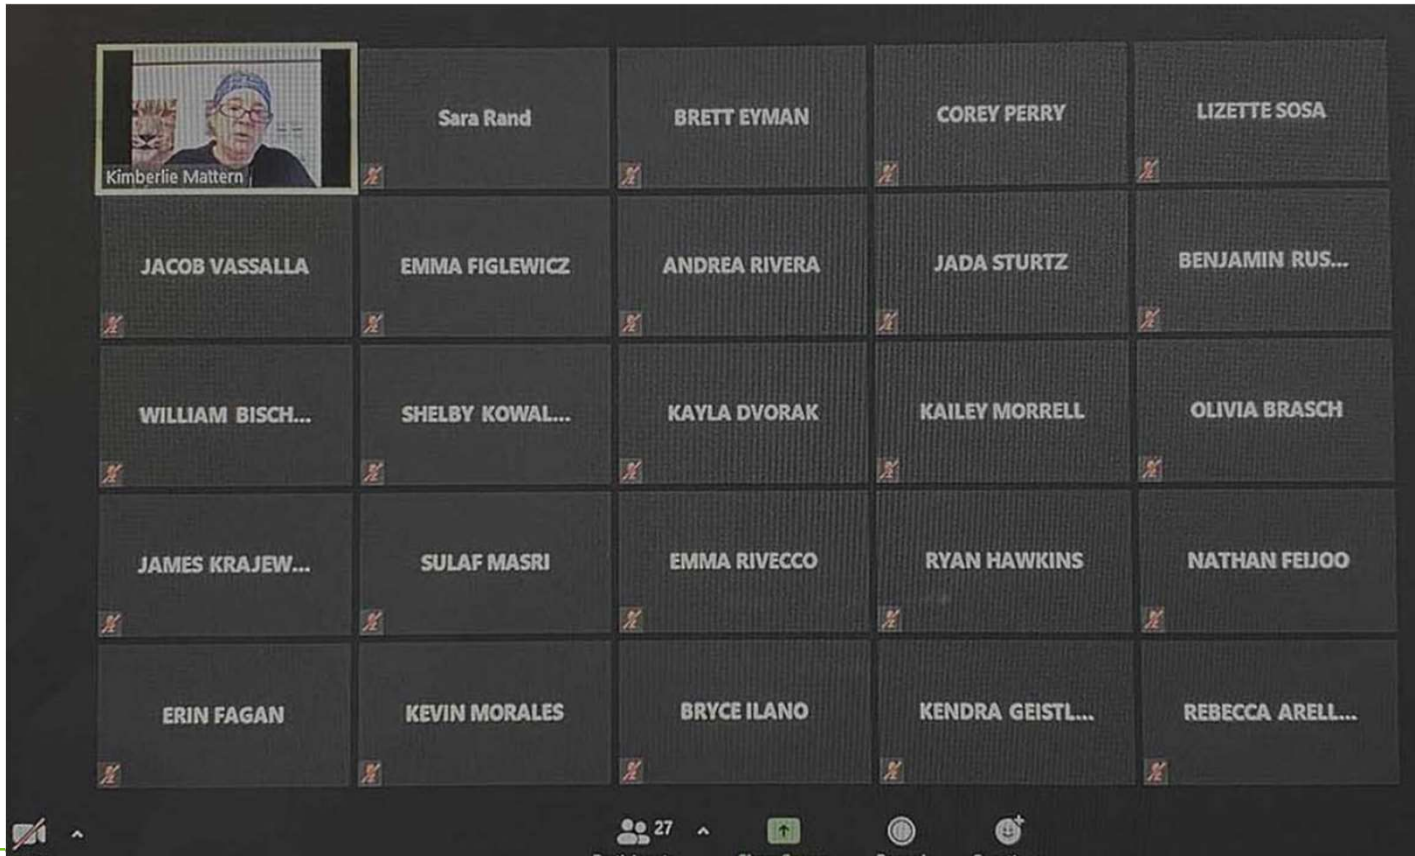 Kimberlie Mattern
Sara Rand
BRETT EYMAN
COREY PERRY
LIZETTE SOSA
JACOB VASSALLA
EMMA FIGLEWICZ
ANDREA RIVERA
JADA STURTZ
BENJAMIN RUS...
WILLIAM BISCH...
SHELBY KOWAL...
KAYLA DVORAK
KAILEY MORRELL
OLIVIA BRASCH
JAMES KRAJEW...
SULAF MASRI
EMMA RIVECCO
RYAN HAWKINS
NATHAN FEIJOO
ERIN FAGAN
KEVIN MORALES
BRYCE ILANO
KENDRA GEISTL...
REBECCA ARELL...
27